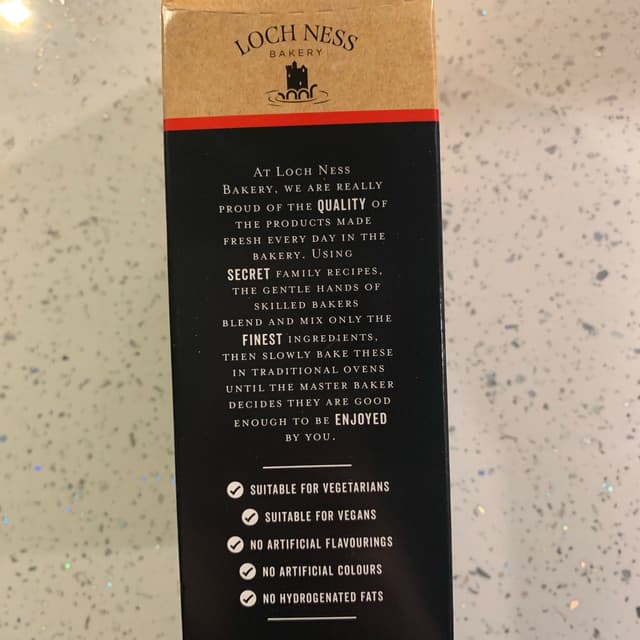 LOCH NESS
BAKERY
AT LOCH NESS
BAKERY, WE ARE REALLY
PROUD OF THE QUALITY OF
THE PRODUCTS MADE
FRESH EVERY DAY IN THE
BAKERY. USING
SECRET FAMILY RECIPES,
THE GENTLE HANDS OF
SKILLED BAKERS
BLEND AND MIX ONLY THE
FINEST INGREDIENTS,
THEN SLOWLY BAKE THESE
IN TRADITIONAL OVENS
UNTIL THE MASTER BAKER
DECIDES THEY ARE GOOD
ENOUGH TO BE ENJOYED
BY YOU.
SUITABLE FOR VEGETARIANS
SUITABLE FOR VEGANS
NO ARTIFICIAL FLAVOURINGS
NO ARTIFICIAL COLOURS
NO HYDROGENATED FATS